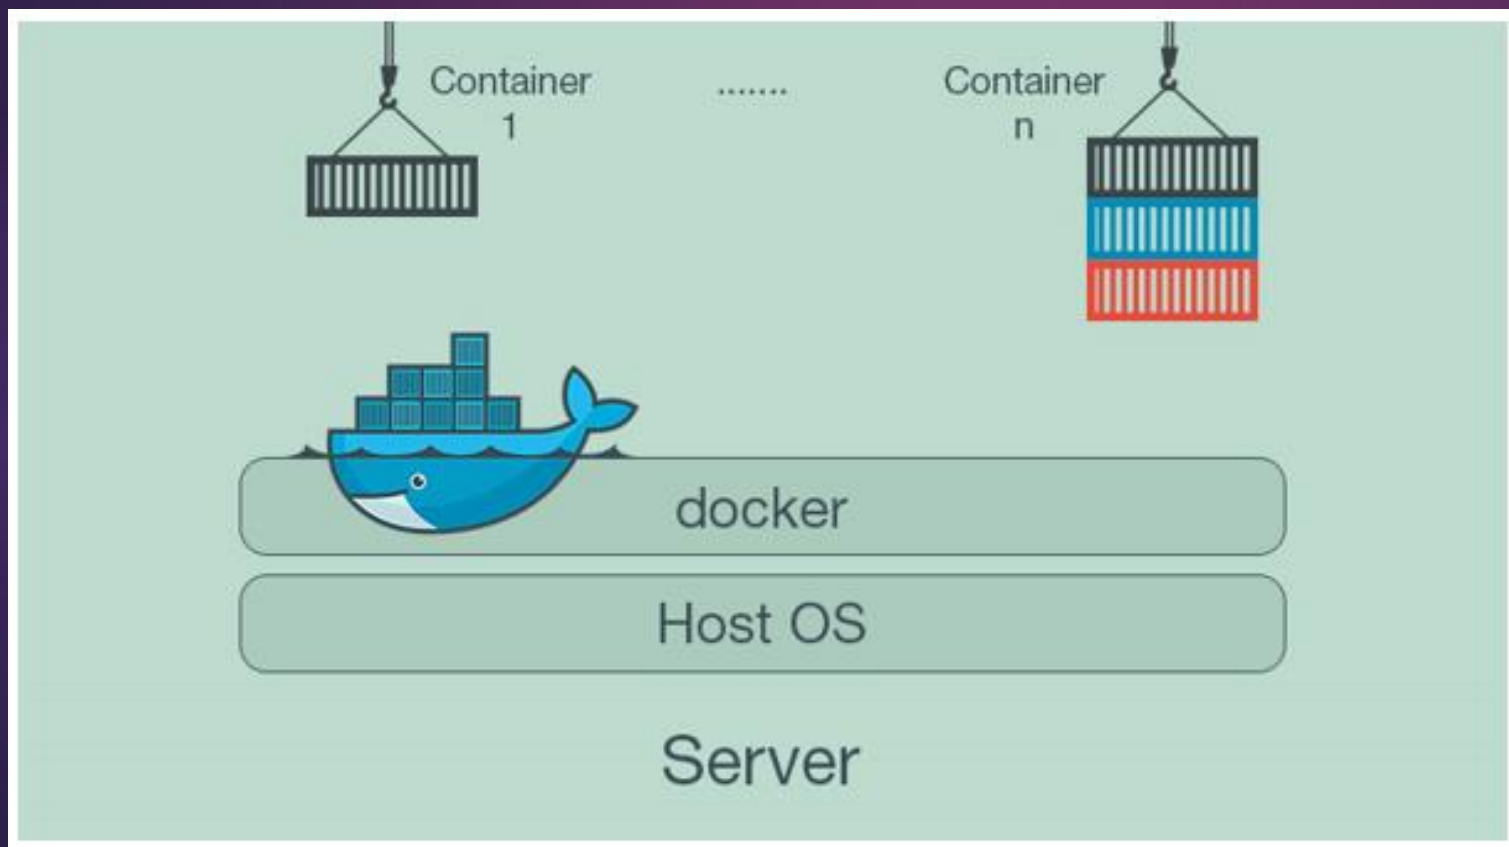 Container
1
.......
Container
n
docker
Host OS
Server